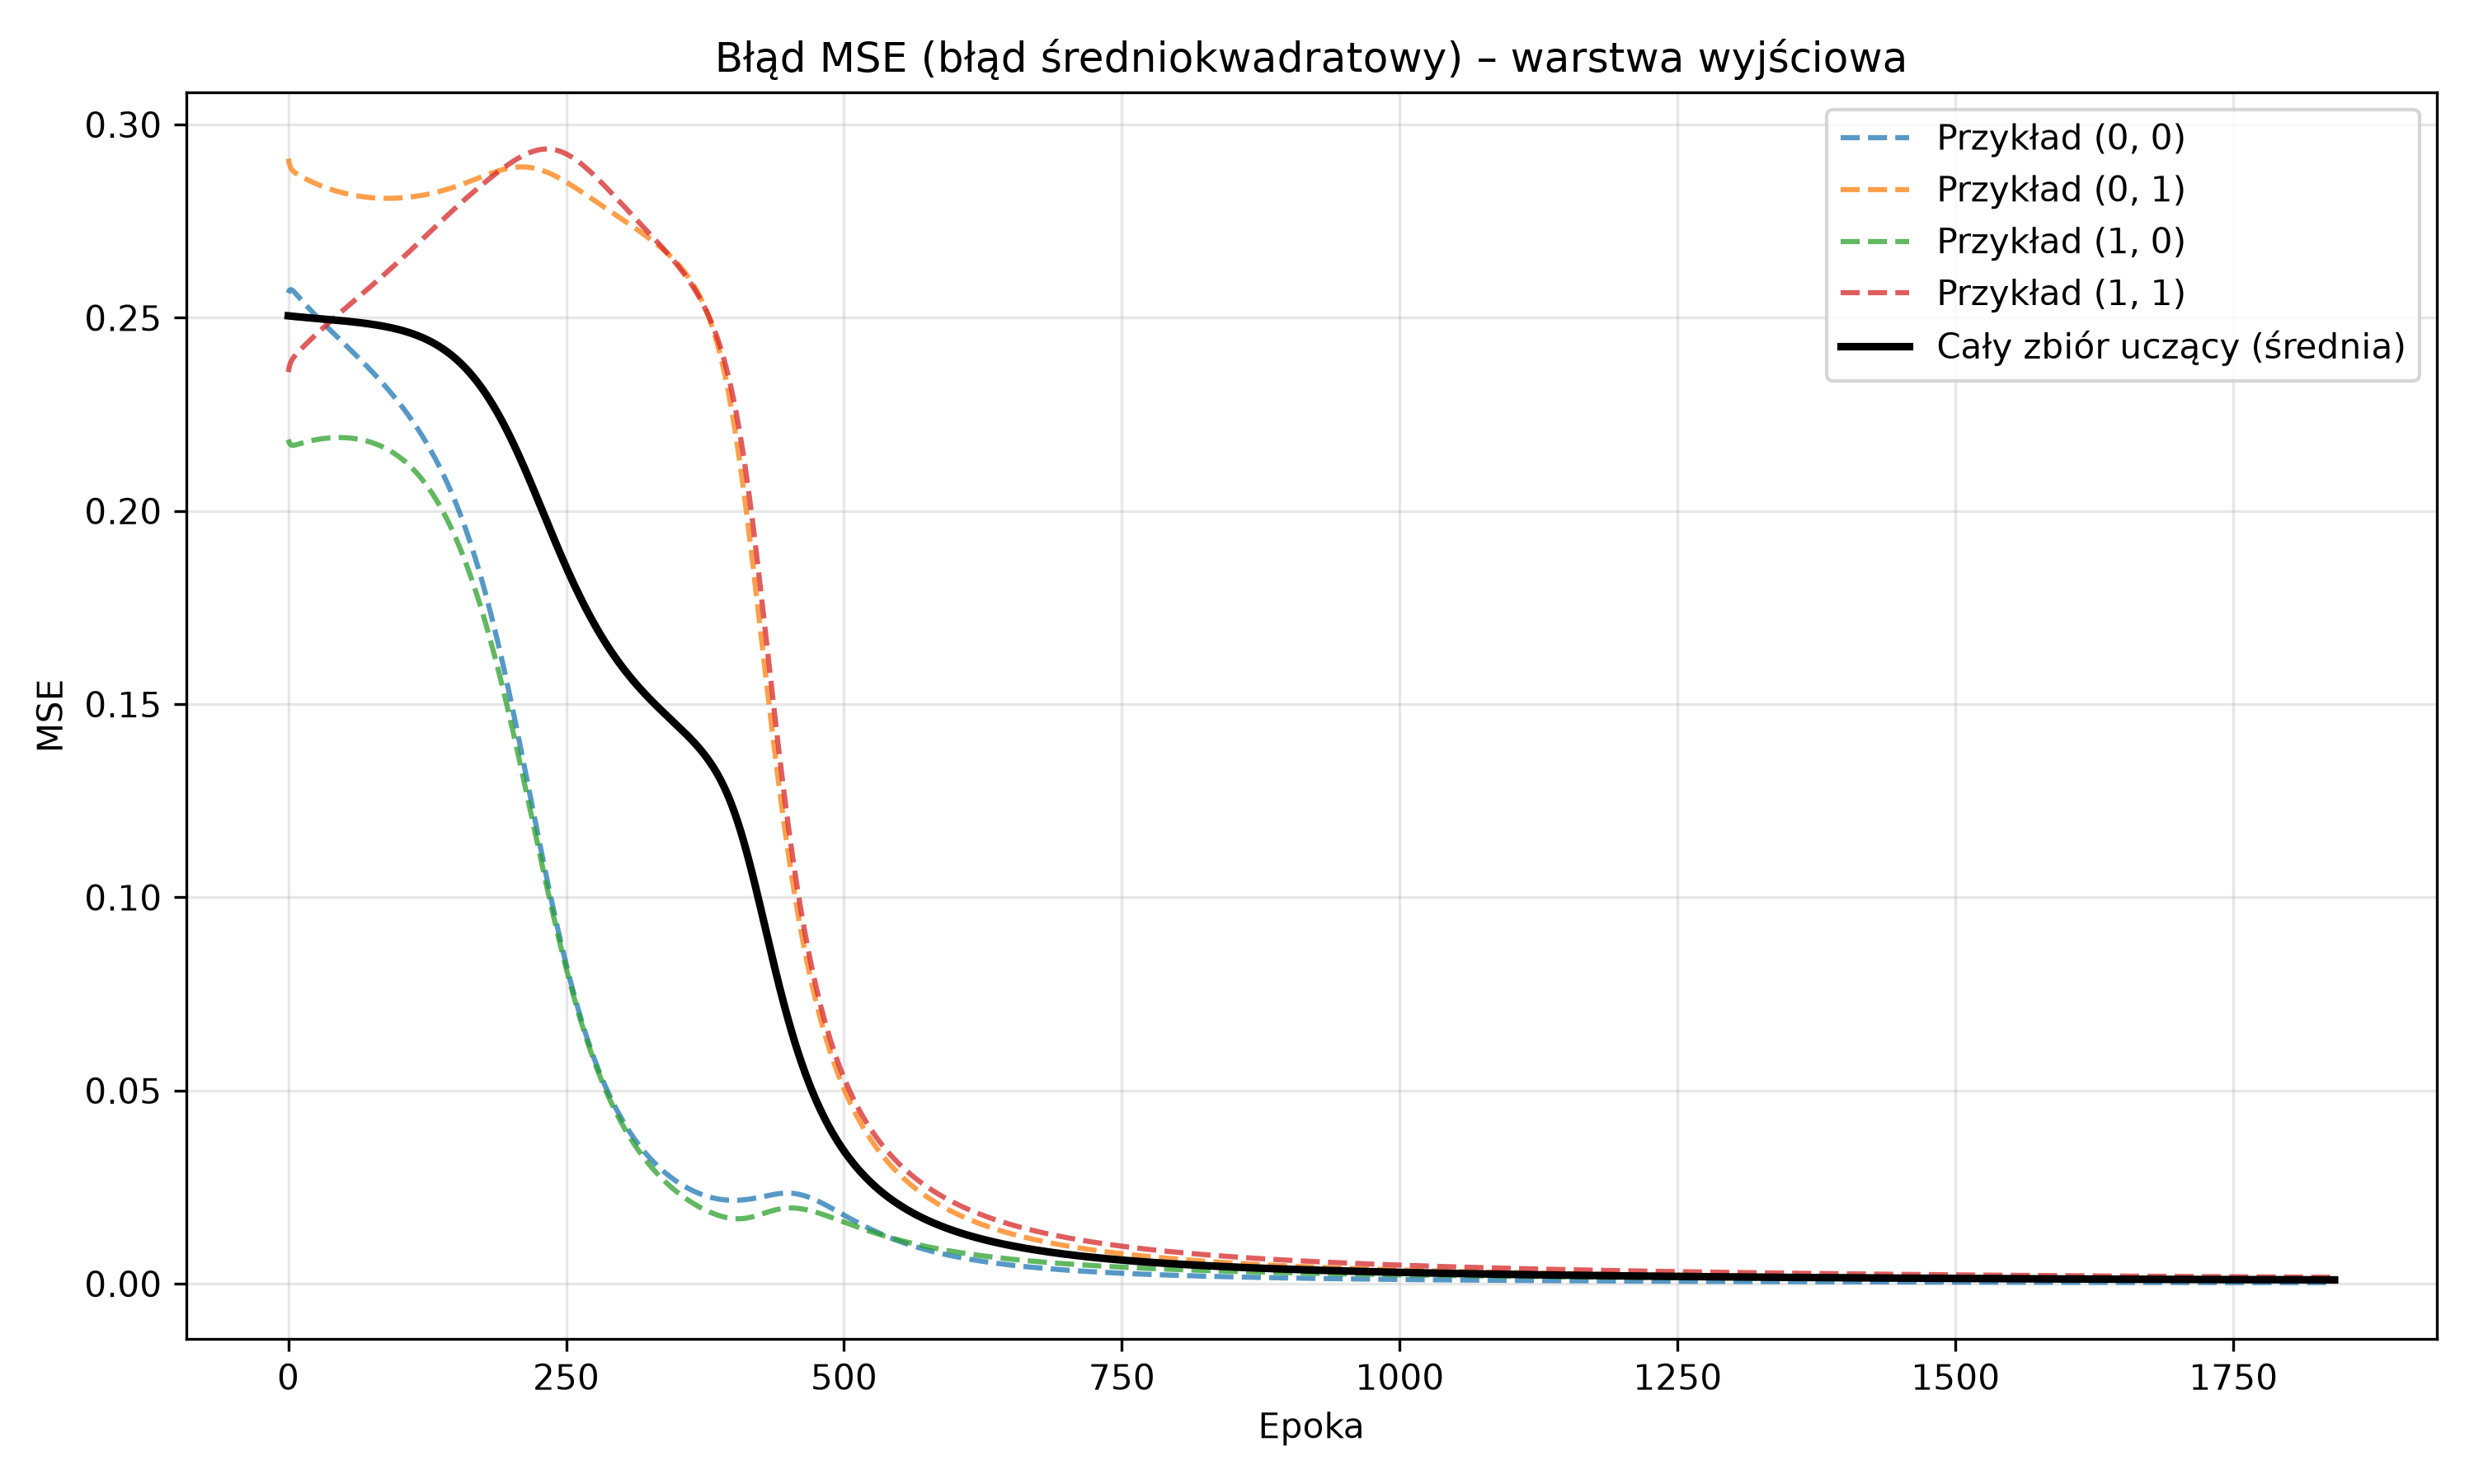 Błąd MSE (błąd średniokwadratowy) – warstwa wyjściowa
Przykład (0, 0)
Przykład (0, 1)
Przykład (1, 0)
Przykład (1, 1)
Cały zbiór uczący (średnia)
MSE
0.30
0.25
0.20
0.15
0.10
0.05
0.00
0 250 500 750 1000 1250 1500 1750
Epoka